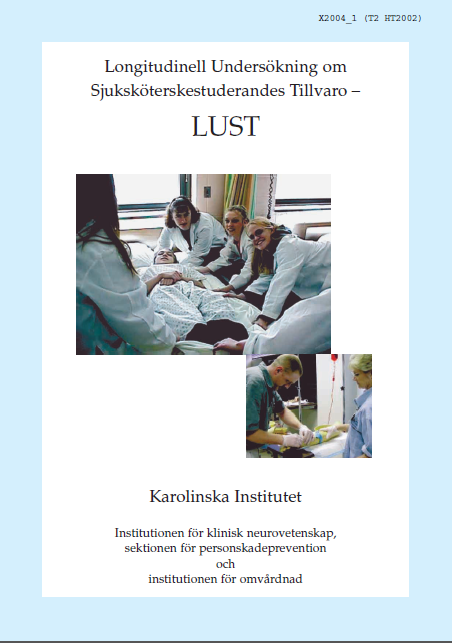 X2004_1 (T2 HT2002)
Longitudinell Undersökning om
Sjuksköterskestuderandes Tillvaro –
LUST
Karolinska Institutet
Institutionen för klinisk neurovetenskap,
sektionen för personskadeprevention
och
institutionen för omvårdnad